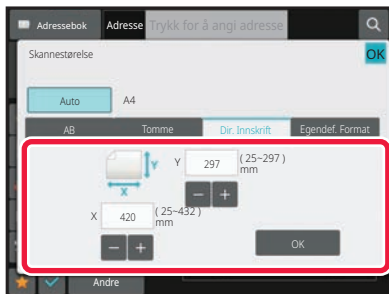 Adressebok Adresse Trykk for å angi adresse
Skannestørelse OK
Auto A4
AB Tomme Dir. Innskrift Egendef. Format
Y 297 ( 25~297 )
mm
Y
X
X 420 ( 25~432 )
mm
− + OK
− +
Andre